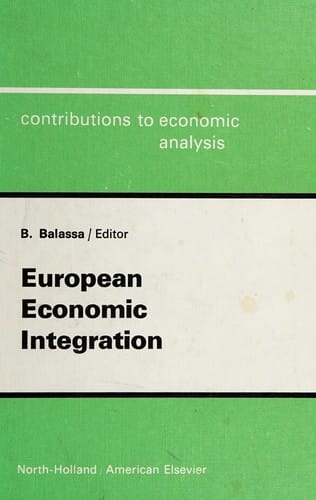 contributions to economic
analysis
B. Balassa / Editor
European
Economic
Integration
North-Holland / American Elsevier